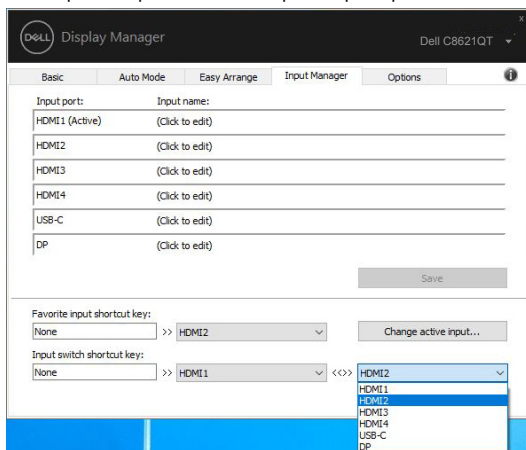 DELL Display Manager
x
Dell C8621QT
Basic Auto Mode Easy Arrange Input Manager Options
Input port: Input name:
HDMI1 (Active) (Click to edit)
HDMI2 (Click to edit)
HDMI3 (Click to edit)
HDMI4 (Click to edit)
USB-C (Click to edit)
DP (Click to edit)
Save
Favorite input shortcut key:
None >> HDMI2 Change active input...
Input switch shortcut key:
None >> HDMI1 <<>> HDMI2
HDMI1
HDMI2
HDMI3
HDMI4
USB-C
DP